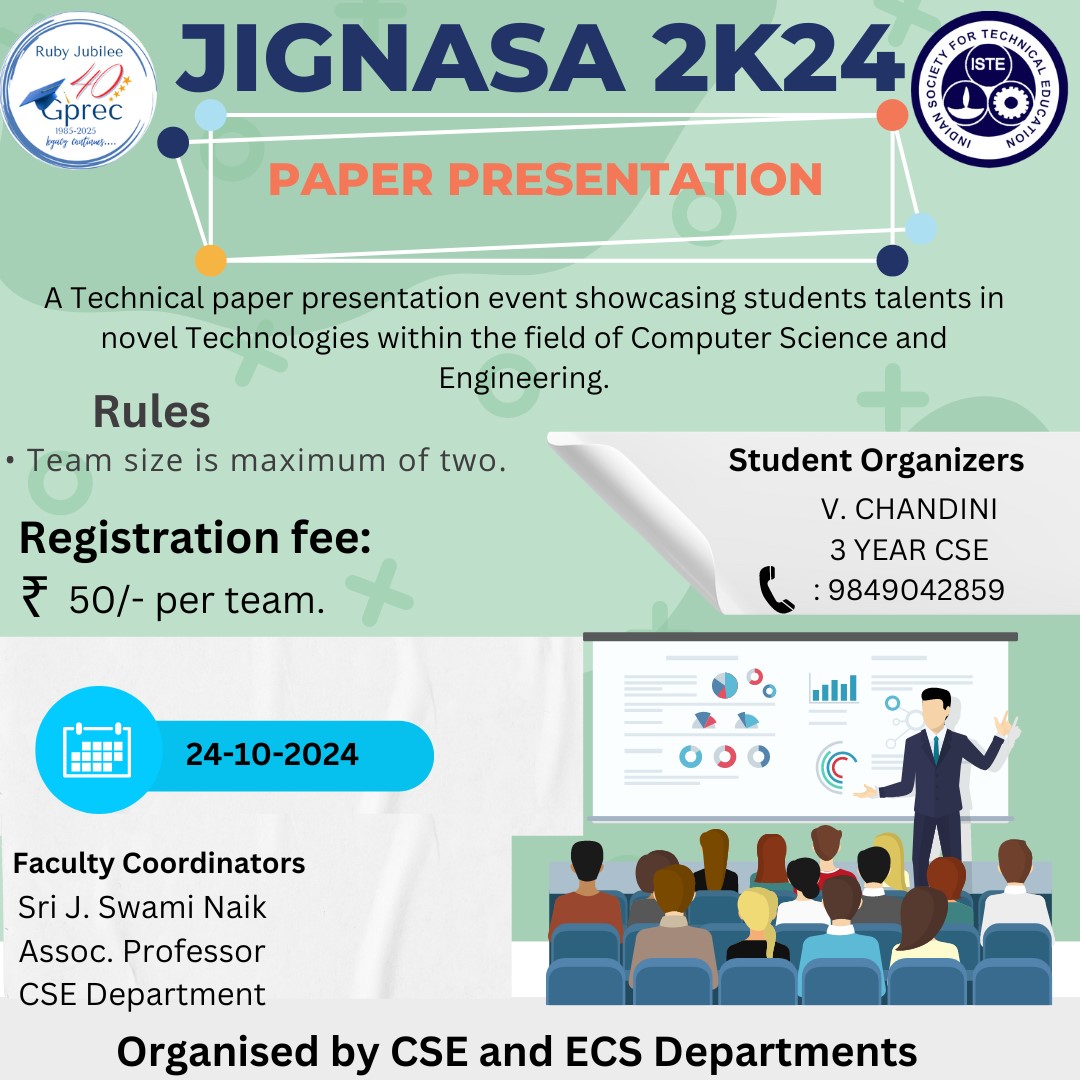 Ruby Jubilee
40
Gprec
1985-2025
legacy continues....
JIGNASA 2K24
INDIAN SOCIETY FOR TECHNICAL EDUCATION
ISTE
PAPER PRESENTATION
A Technical paper presentation event showcasing students talents in
novel Technologies within the field of Computer Science and
Engineering.
Rules
• Team size is maximum of two.
Registration fee:
₹ 50/- per team.
Student Organizers
V. CHANDINI
3 YEAR CSE
: 9849042859
24-10-2024
Faculty Coordinators
Sri J. Swami Naik
Assoc. Professor
CSE Department
Organised by CSE and ECS Departments